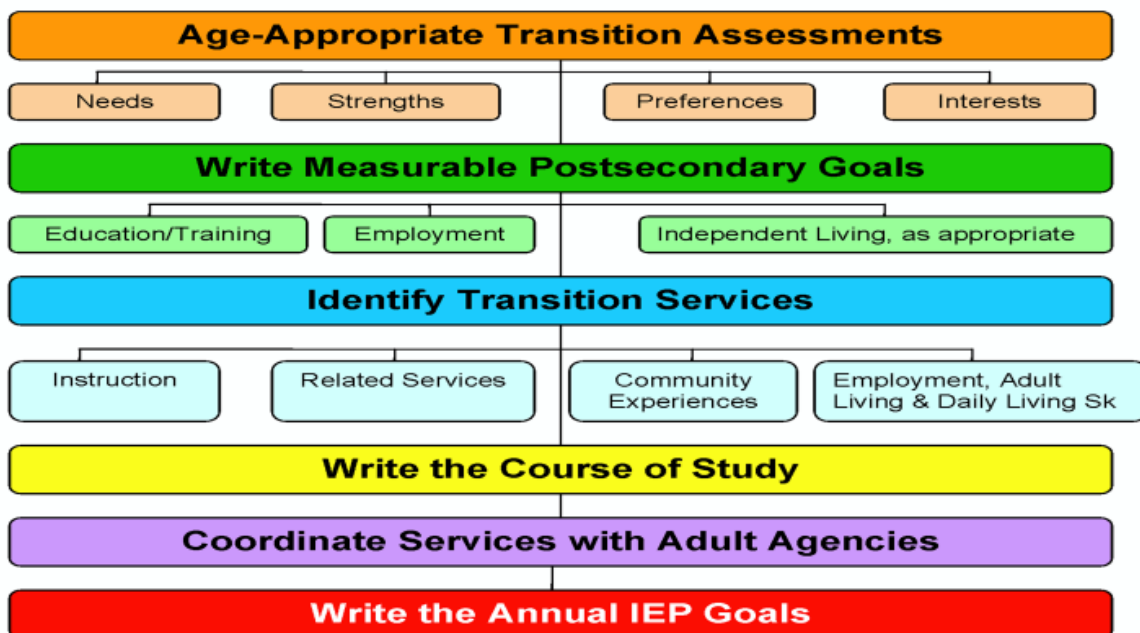 Age-Appropriate Transition Assessments
Needs
Strengths
Preferences
Interests
Write Measurable Postsecondary Goals
Education/Training
Employment
Independent Living, as appropriate
Identify Transition Services
Instruction
Related Services
Community
Experiences
Employment, Adult
Living & Daily Living Sk
Write the Course of Study
Coordinate Services with Adult Agencies
Write the Annual IEP Goals